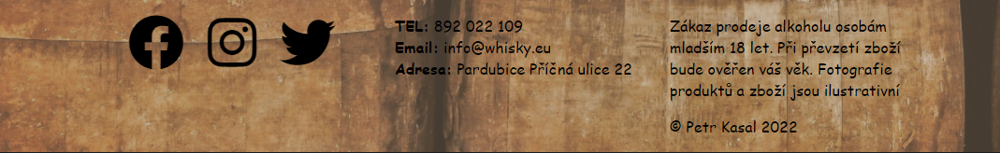 TEL: 892 022 109
Email: info@whisky.eu
Adresa: Pardubice Příčná ulice 22
Zákaz prodeje alkoholu osobám
mladším 18 let. Při převzetí zboží
bude ověřen váš věk. Fotografie
produktů a zboží jsou ilustrativní
© Petr Kasal 2022